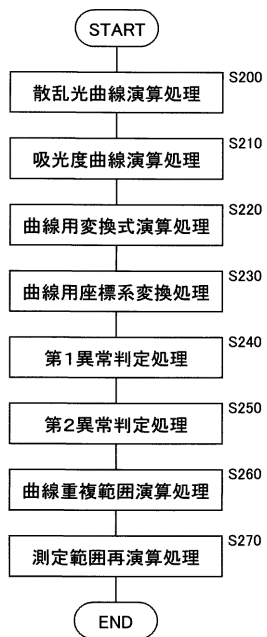 START
S200
散乱光曲線演算処理
S210
吸光度曲線演算処理
S220
曲線用変換式演算処理
S230
曲線用座標系変換処理
S240
第1異常判定処理
S250
第2異常判定処理
S260
曲線重複範囲演算処理
S270
測定範囲再演算処理
END